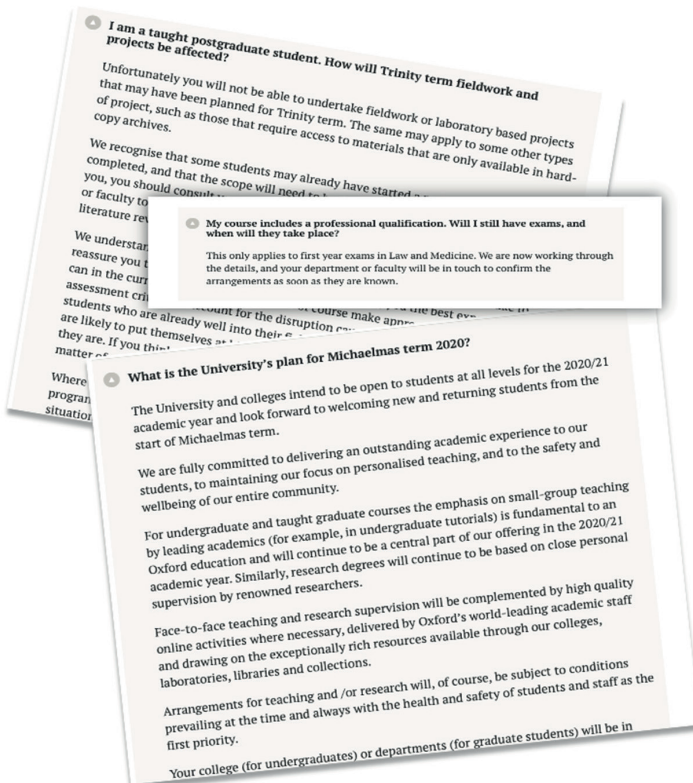 I am a taught postgraduate student. How will Trinity term fieldwork and
projects be affected?
Unfortunately you will not be able to undertake fieldwork or laboratory based projects
that may have been planned for Trinity term. The same may apply to some other types
of project, such as those that require access to materials that are only available in hard-
copy archives.
We recognise that some students may already have started
completed, and that the scope will need to
you, you should consult
or faculty to
literature
We
reassure you
can in the
assessment
students who are already well into their
are likely to put themselves
they are. If you
matter
Where
situation
My course includes a professional qualification. Will I still have exams, and
when will they take place?
This only applies to first year exams in Law and Medicine. We are now working through
the details, and your department or faculty will be in touch to confirm the
arrangements as soon as they are known.
for the disruption
course make
the best
What is the University's plan for Michaelmas term 2020?
The University and colleges intend to be open to students at all levels for the 2020/21
academic year and look forward to welcoming new and returning students from the
start of Michaelmas term.
We are fully committed to delivering an outstanding academic experience to our
students, to maintaining our focus on personalised teaching, and to the safety and
wellbeing of our entire community.
For undergraduate and taught graduate courses the emphasis on small-group teaching
by leading academics (for example, in undergraduate tutorials) is fundamental to an
Oxford education and will continue to be a central part of our offering in the 2020/21
academic year. Similarly, research degrees will continue to be based on close personal
supervision by renowned researchers.
Face-to-face teaching and research supervision will be complemented by high quality
online activities where necessary, delivered by Oxford's world-leading academic staff
and drawing on the exceptionally rich resources available through our colleges,
laboratories, libraries and collections.
Arrangements for teaching and /or research will, of course, be subject to conditions
prevailing at the time and always with the health and safety of students and staff as the
first priority.
Your college (for undergraduates) or departments (for graduate students) will be in